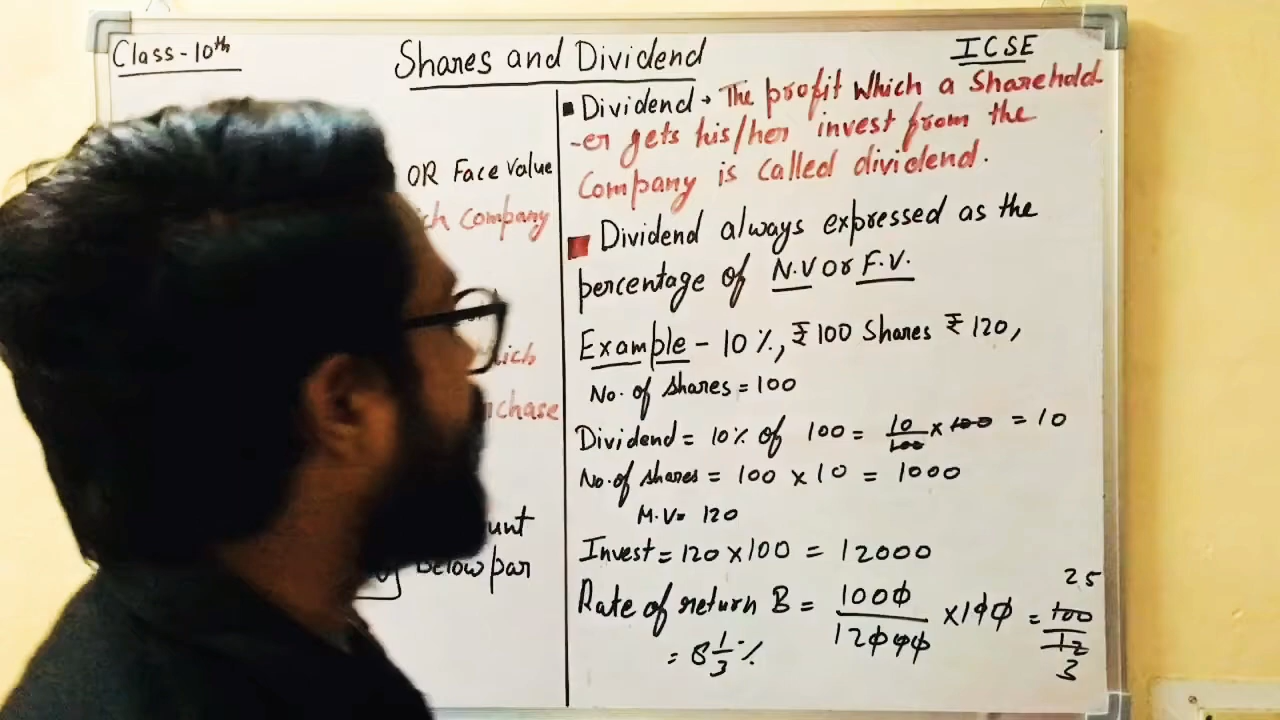 Class-10th
Shares and Dividend
ICSE
OR Face Value
ch company
ich
chase
unt
Below par
▪ Dividend → The profit which a Sharehold
-er gets his/her invest from the
Company is called dividend.
■ Dividend always expressed as the
percentage of N.V or F.V.
Example - 10 %, ₹ 100 Shares ₹ 120,
No. of shares = 100
Dividend = 10% of 100 = 10/100 × 100 = 10
No. of shares = 100 × 10 = 1000
M.V = 120
Invest = 120 × 100 = 12000
Rate of return B = 1000/12000 × 100 = 100/12 25/3
= 8 1/3 %